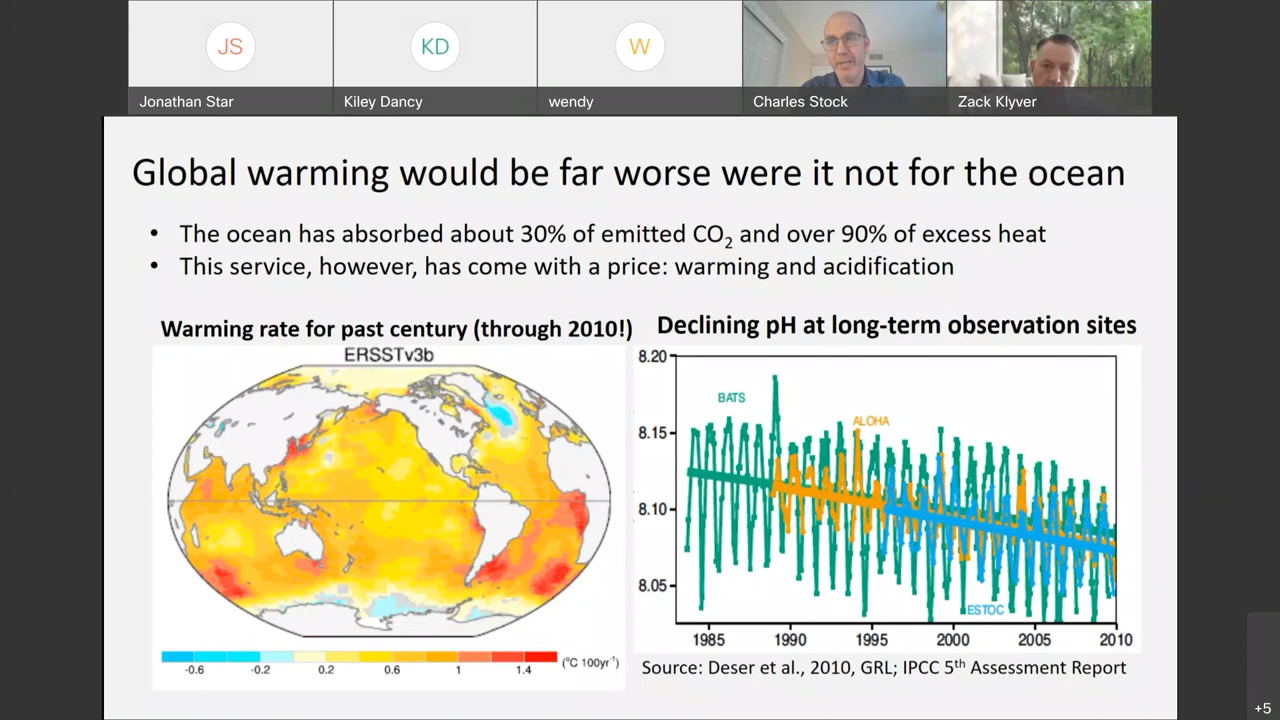 JS
KD
W
Jonathan Star
Kiley Dancy
wendy
Charles Stock
Zack Klyver
Global warming would be far worse were it not for the ocean
• The ocean has absorbed about 30% of emitted CO2 and over 90% of excess heat
• This service, however, has come with a price: warming and acidification
Warming rate for past century (through 2010!)
ERSSTv3b
-0.6 -0.2 0.2 0.6 1 1.4 (°C 100yr-1)
Declining pH at long-term observation sites
8.20
8.15
8.10
8.05
BATS
ALOHA
ESTOC
1985 1990 1995 2000 2005 2010
Source: Deser et al., 2010, GRL; IPCC 5th Assessment Report
+5